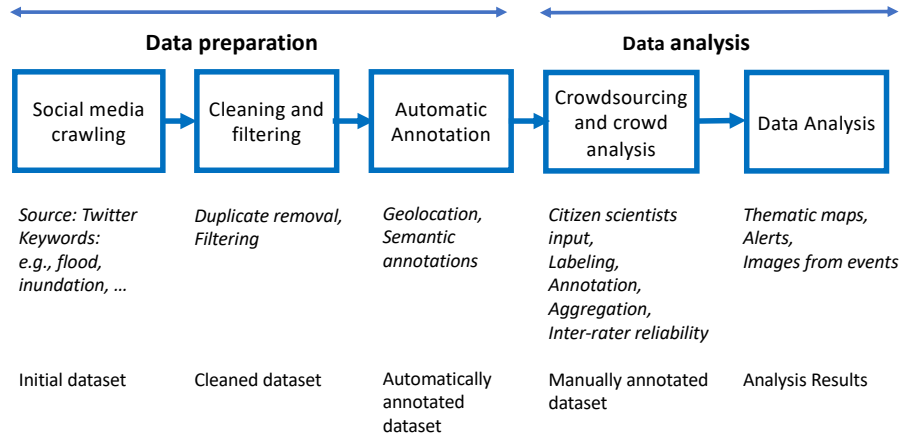 Data preparation
Data analysis
Social media
crawling
Cleaning and
filtering
Automatic
Annotation
Crowdsourcing
and crowd
analysis
Data Analysis
Source: Twitter
Keywords:
e.g., flood,
inundation, …
Duplicate removal,
Filtering
Geolocation,
Semantic
annotations
Citizen scientists
input,
Labeling,
Annotation,
Aggregation,
Inter-rater reliability
Thematic maps,
Alerts,
Images from events
Initial dataset
Cleaned dataset
Automatically
annotated
dataset
Manually annotated
dataset
Analysis Results